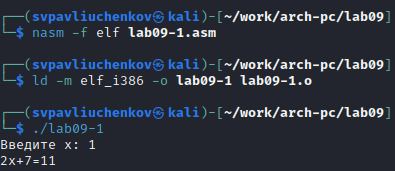 ┌──(svpavliuchenkov㉿kali)-[~/work/arch-pc/lab09]
└─$ nasm -f elf lab09-1.asm
┌──(svpavliuchenkov㉿kali)-[~/work/arch-pc/lab09]
└─$ ld -m elf_i386 -o lab09-1 lab09-1.o
┌──(svpavliuchenkov㉿kali)-[~/work/arch-pc/lab09]
└─$ ./lab09-1
Введите x: 1
2x+7=11